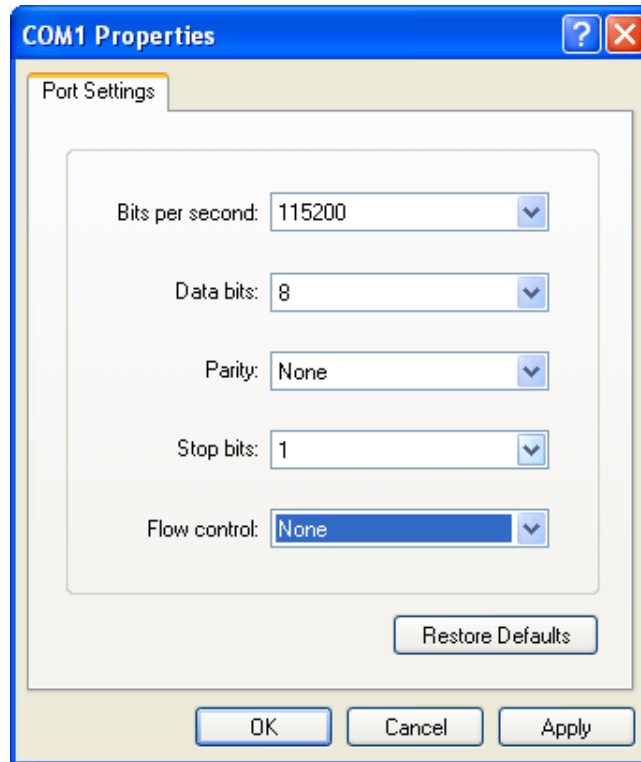 COM1 Properties
Port Settings
Bits per second: 115200
Data bits: 8
Parity: None
Stop bits: 1
Flow control: None
Restore Defaults
OK Cancel Apply